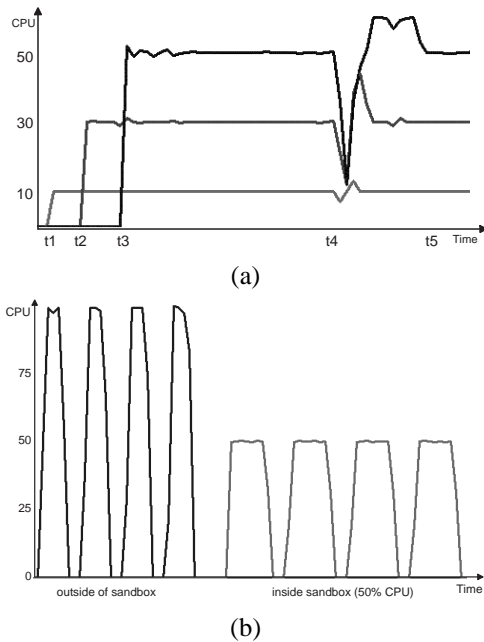 CPU
50
30
10
t1 t2 t3 t4 t5 Time
(a)
CPU
75
50
25
0
Time
outside of sandbox inside sandbox (50% CPU)
(b)